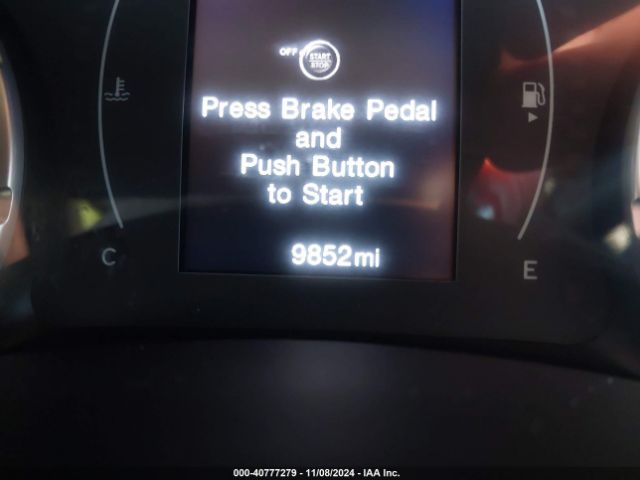 OFF
START
STOP
Press Brake Pedal
and
Push Button
to Start
9852mi
C
E
000-40777279 - 11/08/2024 - IAA Inc.